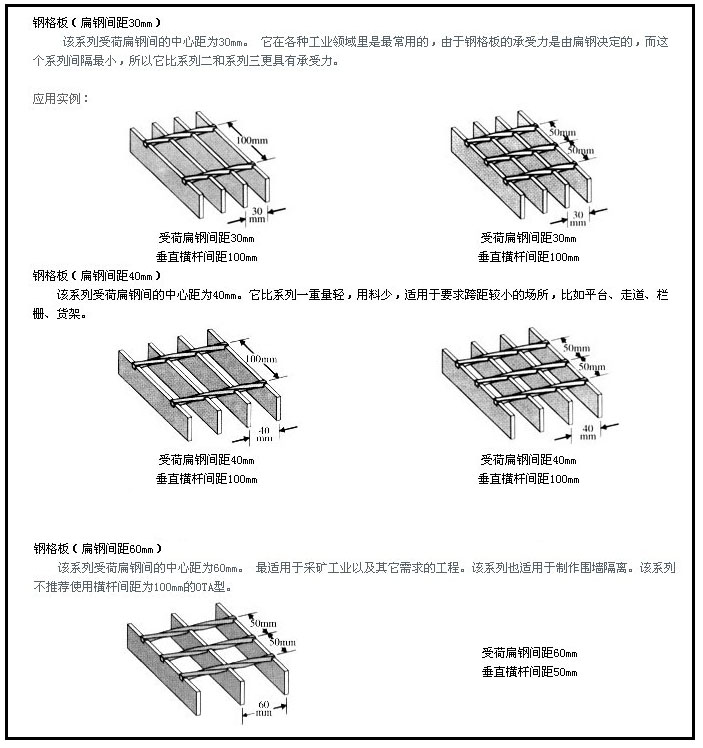 钢格板（扁钢间距30mm）
该系列受荷扁钢间的中心距为30mm。 它在各种工业领域里是最常用的，由于钢格板的承受力是由扁钢决定的，而这
个系列间隔最小，所以它比系列二和系列三更具有承受力。
应用实例：
100mm
30
mm
50mm
50mm
30
mm
受荷扁钢间距30mm
垂直横杆间距100mm
受荷扁钢间距30mm
垂直横杆间距100mm
钢格板（扁钢间距40mm）
该系列受荷扁钢间的中心距为40mm。它比系列一重量轻，用料少，适用于要求跨距较小的场所，比如平台、走道、栏
栅、货架。
100mm
40
mm
50mm
50mm
40
mm
受荷扁钢间距40mm
垂直横杆间距100mm
受荷扁钢间距40mm
垂直横杆间距100mm
钢格板（扁钢间距60mm）
该系列受荷扁钢间的中心距为60mm。 最适用于采矿工业以及其它需求的工程。该系列也适用于制作围墙隔离。该系列
不推荐使用横杆间距为100mm的OTA型。
50mm
50mm
60
mm
受荷扁钢间距60mm
垂直横杆间距50mm